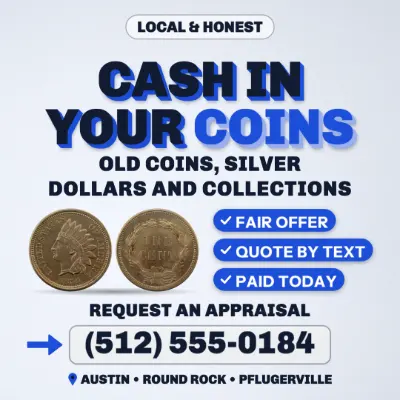 LOCAL & HONEST
CASH IN
YOUR COINS
OLD COINS, SILVER
DOLLARS AND COLLECTIONS
FAIR OFFER
QUOTE BY TEXT
PAID TODAY
REQUEST AN APPRAISAL
(512) 555-0184
AUSTIN • ROUND ROCK • PFLUGERVILLE